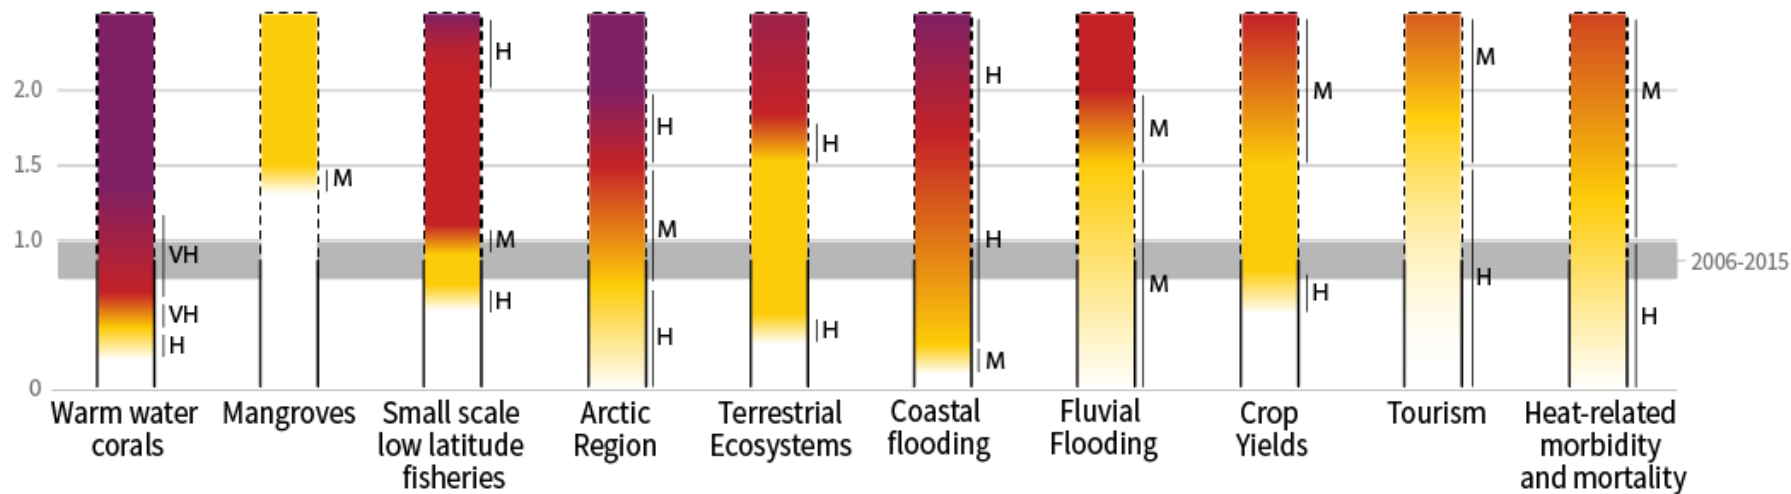 2.0
1.5
1.0
0
H
M
H
M
H
H
M
H
H
H
H
H
M
M
M
M
H
M
H
M
H
VH
VH
H
2006-2015
Warm water
corals
Mangroves
Small scale
low latitude
fisheries
Arctic
Region
Terrestrial
Ecosystems
Coastal
flooding
Fluvial
Flooding
Crop
Yields
Tourism
Heat-related
morbidity
and mortality